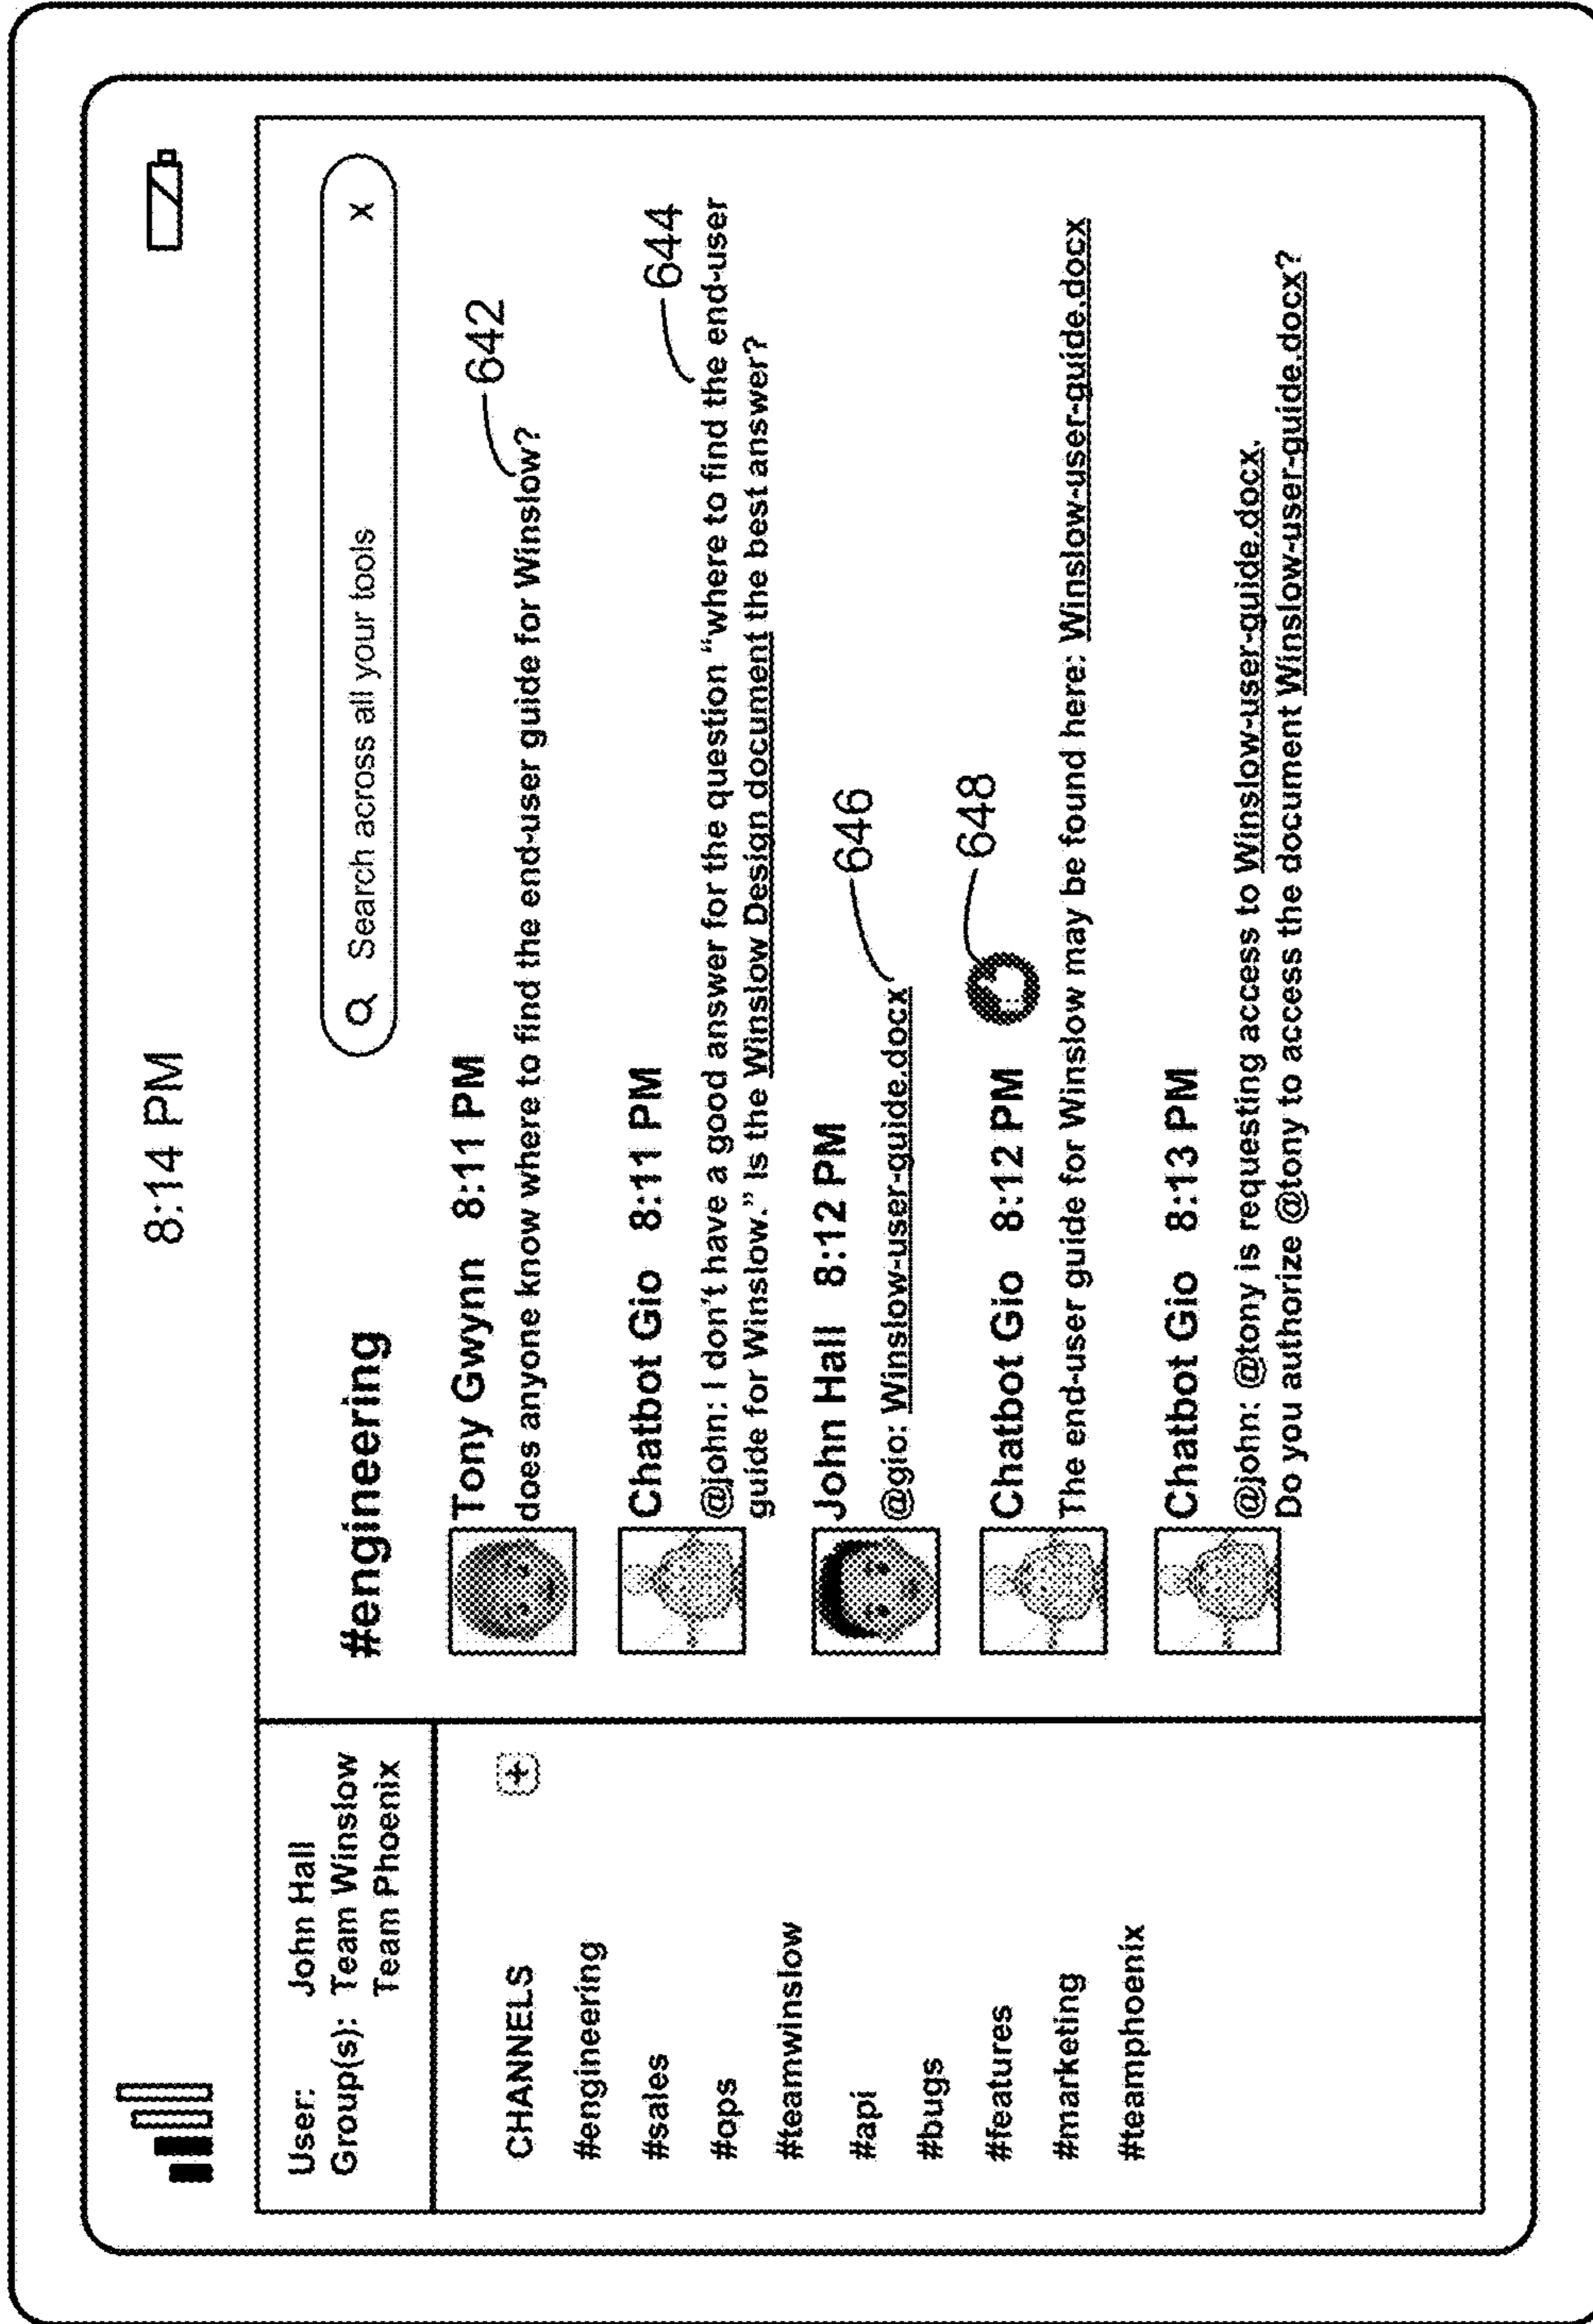 8:14 PM
User: John Hall
Group(s): Team Winslow
Team Phoenix
CHANNELS +
#engineering
#sales
#ops
#teamwinslow
#api
#bugs
#features
#marketing
#teamphoenix
#engineering
Search across all your tools X
Tony Gwynn 8:11 PM
642
does anyone know where to find the end-user guide for Winslow?
Chatbot Gio 8:11 PM
644
@john: I don't have a good answer for the question “where to find the end-user
guide for Winslow.” Is the Winslow Design document the best answer?
John Hall 8:12 PM
646
@gio: Winslow-user-guide.docx
Chatbot Gio 8:12 PM
648
The end-user guide for Winslow may be found here: Winslow-user-guide.docx
Chatbot Gio 8:13 PM
@john: @tony is requesting access to Winslow-user-guide.docx.
Do you authorize @tony to access the document Winslow-user-guide.docx?